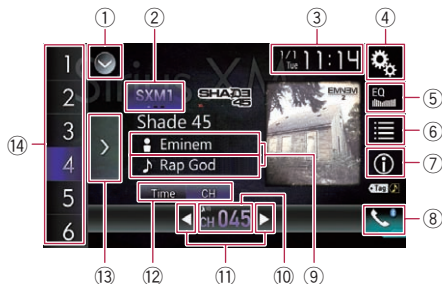 ① ② ③ ④
Sirius XM
1 2 3 4 5 6
SXM1
SHADE 45
1/1 Tue 11:14
EMINEM
EQ
⑤
⑥
⑦
⑧
⑭
Shade 45
Eminem
Rap God
Tag
Time CH
CH 045
⑬ ⑫ ⑪ ⑩ ⑨